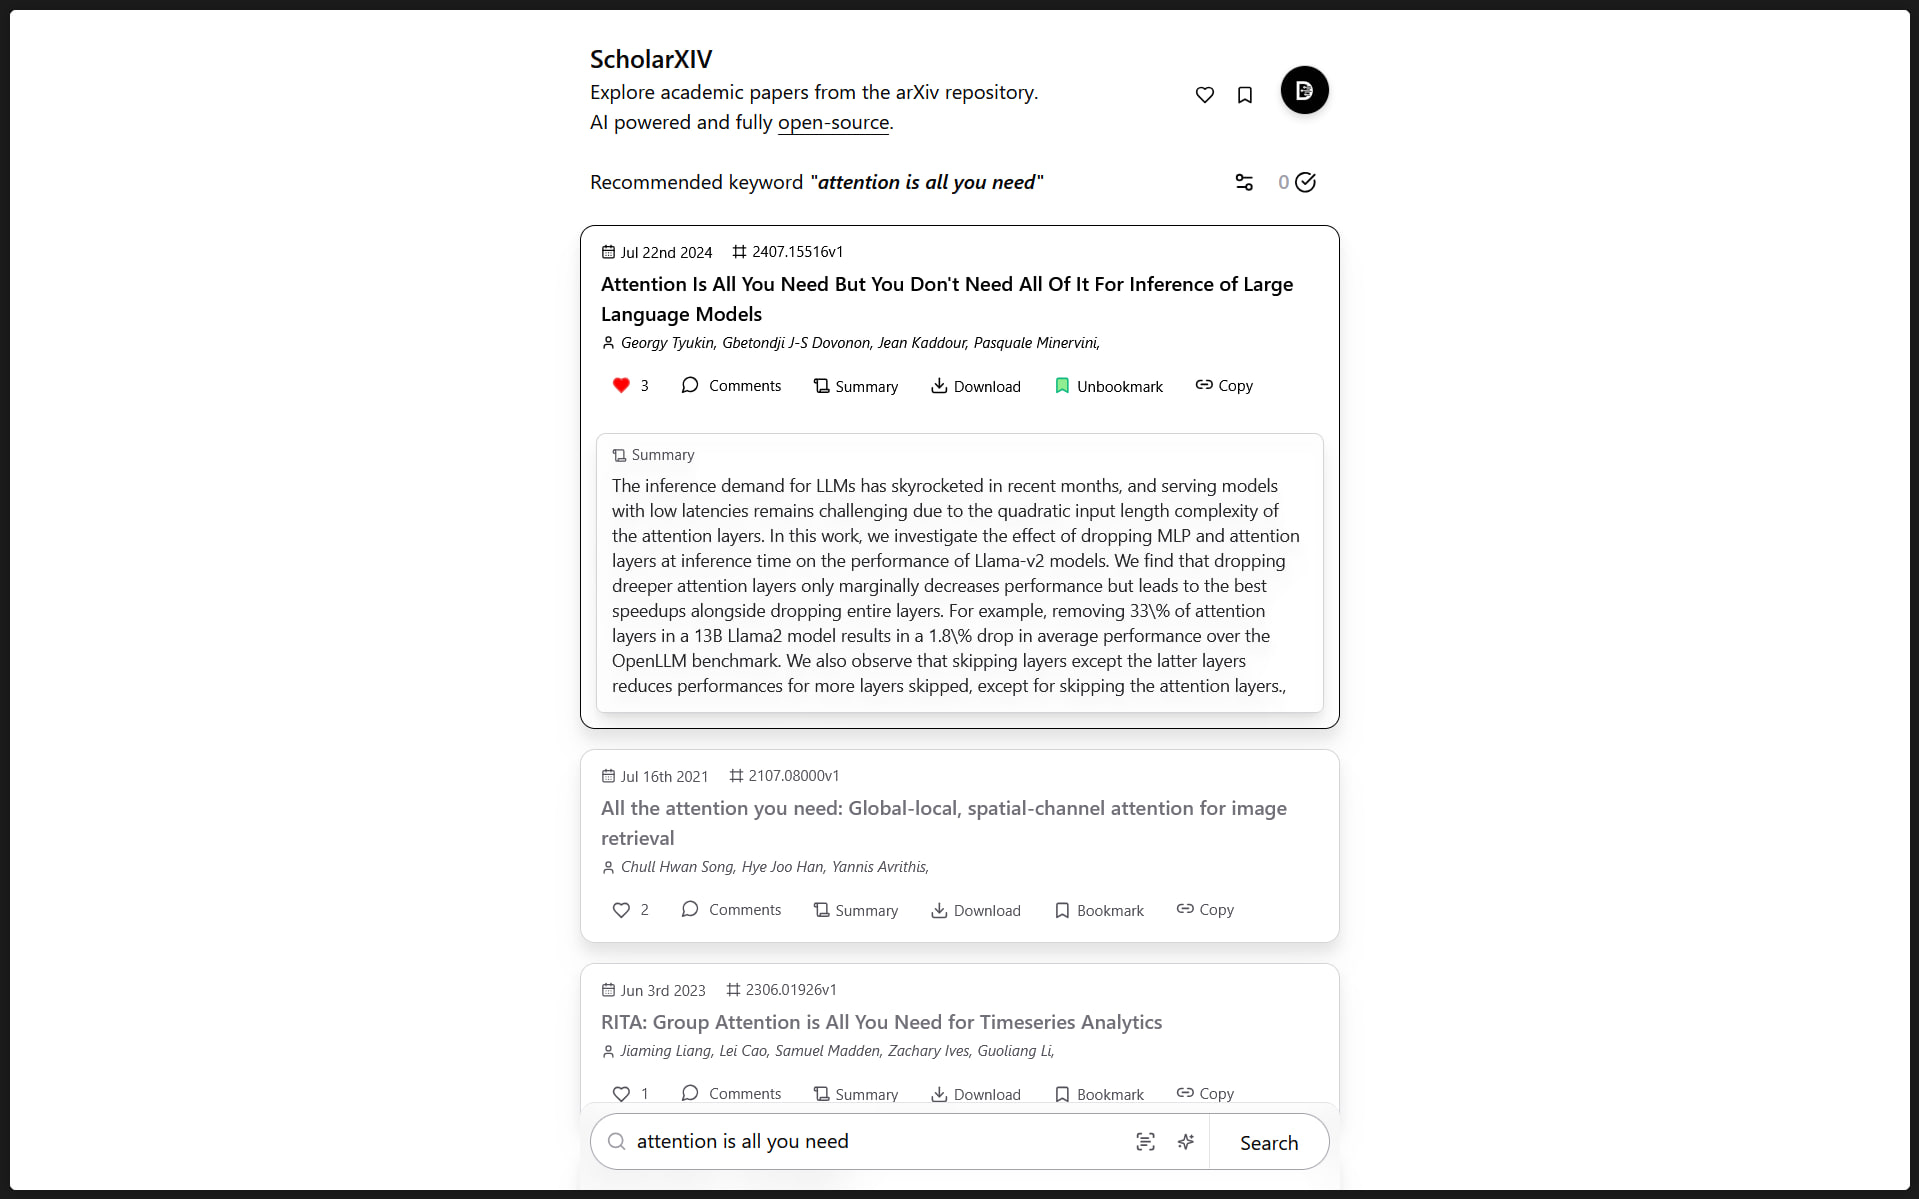 ScholarXIV
Explore academic papers from the arXiv repository.
AI powered and fully open-source.
Recommended keyword "attention is all you need"
0
Jul 22nd 2024 2407.15516v1
Attention Is All You Need But You Don't Need All Of It For Inference of Large
Language Models
Georgy Tyukin, Gbetondji J-S Dovonon, Jean Kaddour, Pasquale Minervini,
3 Comments Summary Download Unbookmark Copy
Summary
The inference demand for LLMs has skyrocketed in recent months, and serving models
with low latencies remains challenging due to the quadratic input length complexity of
the attention layers. In this work, we investigate the effect of dropping MLP and attention
layers at inference time on the performance of Llama-v2 models. We find that dropping
dreeper attention layers only marginally decreases performance but leads to the best
speedups alongside dropping entire layers. For example, removing 33\% of attention
layers in a 13B Llama2 model results in a 1.8\% drop in average performance over the
OpenLLM benchmark. We also observe that skipping layers except the latter layers
reduces performances for more layers skipped, except for skipping the attention layers.,
Jul 16th 2021 2107.08000v1
All the attention you need: Global-local, spatial-channel attention for image
retrieval
Chull Hwan Song, Hye Joo Han, Yannis Avrithis,
2 Comments Summary Download Bookmark Copy
Jun 3rd 2023 2306.01926v1
RITA: Group Attention is All You Need for Timeseries Analytics
Jiaming Liang, Lei Cao, Samuel Madden, Zachary Ives, Guoliang Li,
1 Comments Summary Download Bookmark Copy
attention is all you need Search